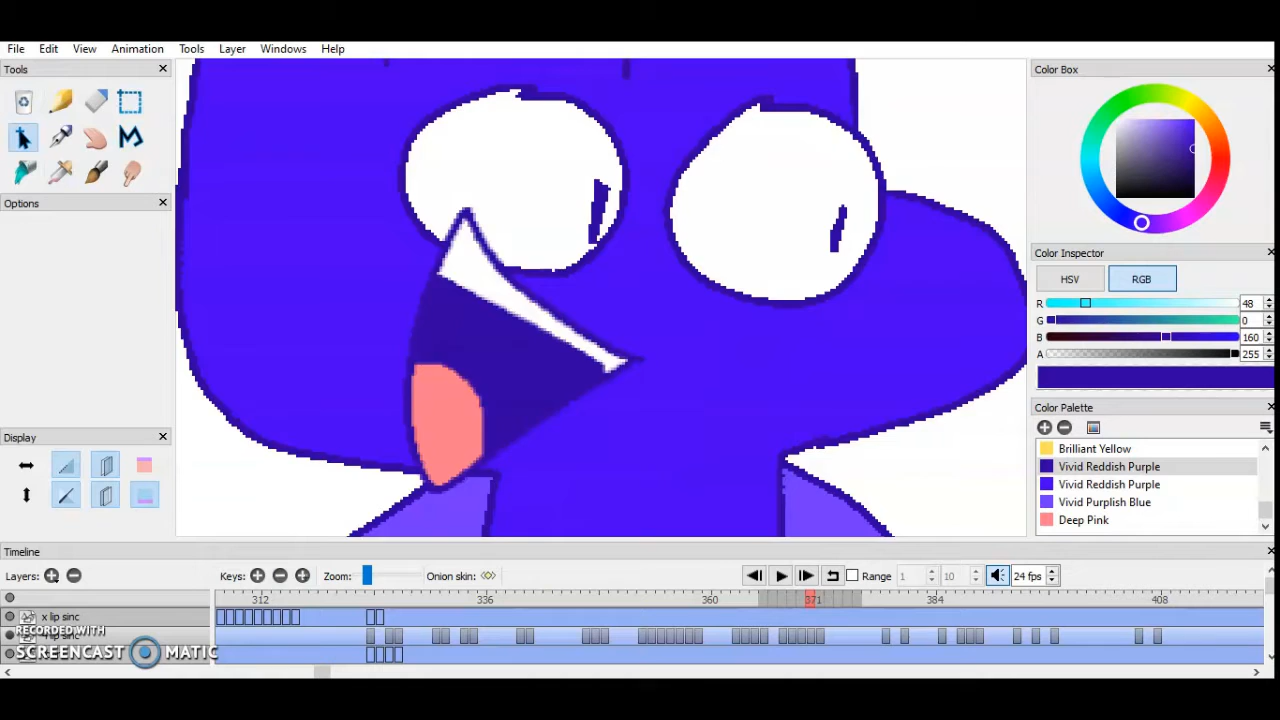 File Edit View Animation Tools Layer Windows Help
Tools
Color Box
Options
Color Inspector
HSV RGB
R 48
G 0
B 160
A 255
Color Palette
Brilliant Yellow
Vivid Reddish Purple
Vivid Reddish Purple
Vivid Purplish Blue
Deep Pink
Display
Timeline
Layers: Keys: Zoom: Onion skin: Range 1 10 24 fps
312 336 360 371 384 408
x lip sinc
lip sinc
RECORDED WITH
SCREENCAST MATIC